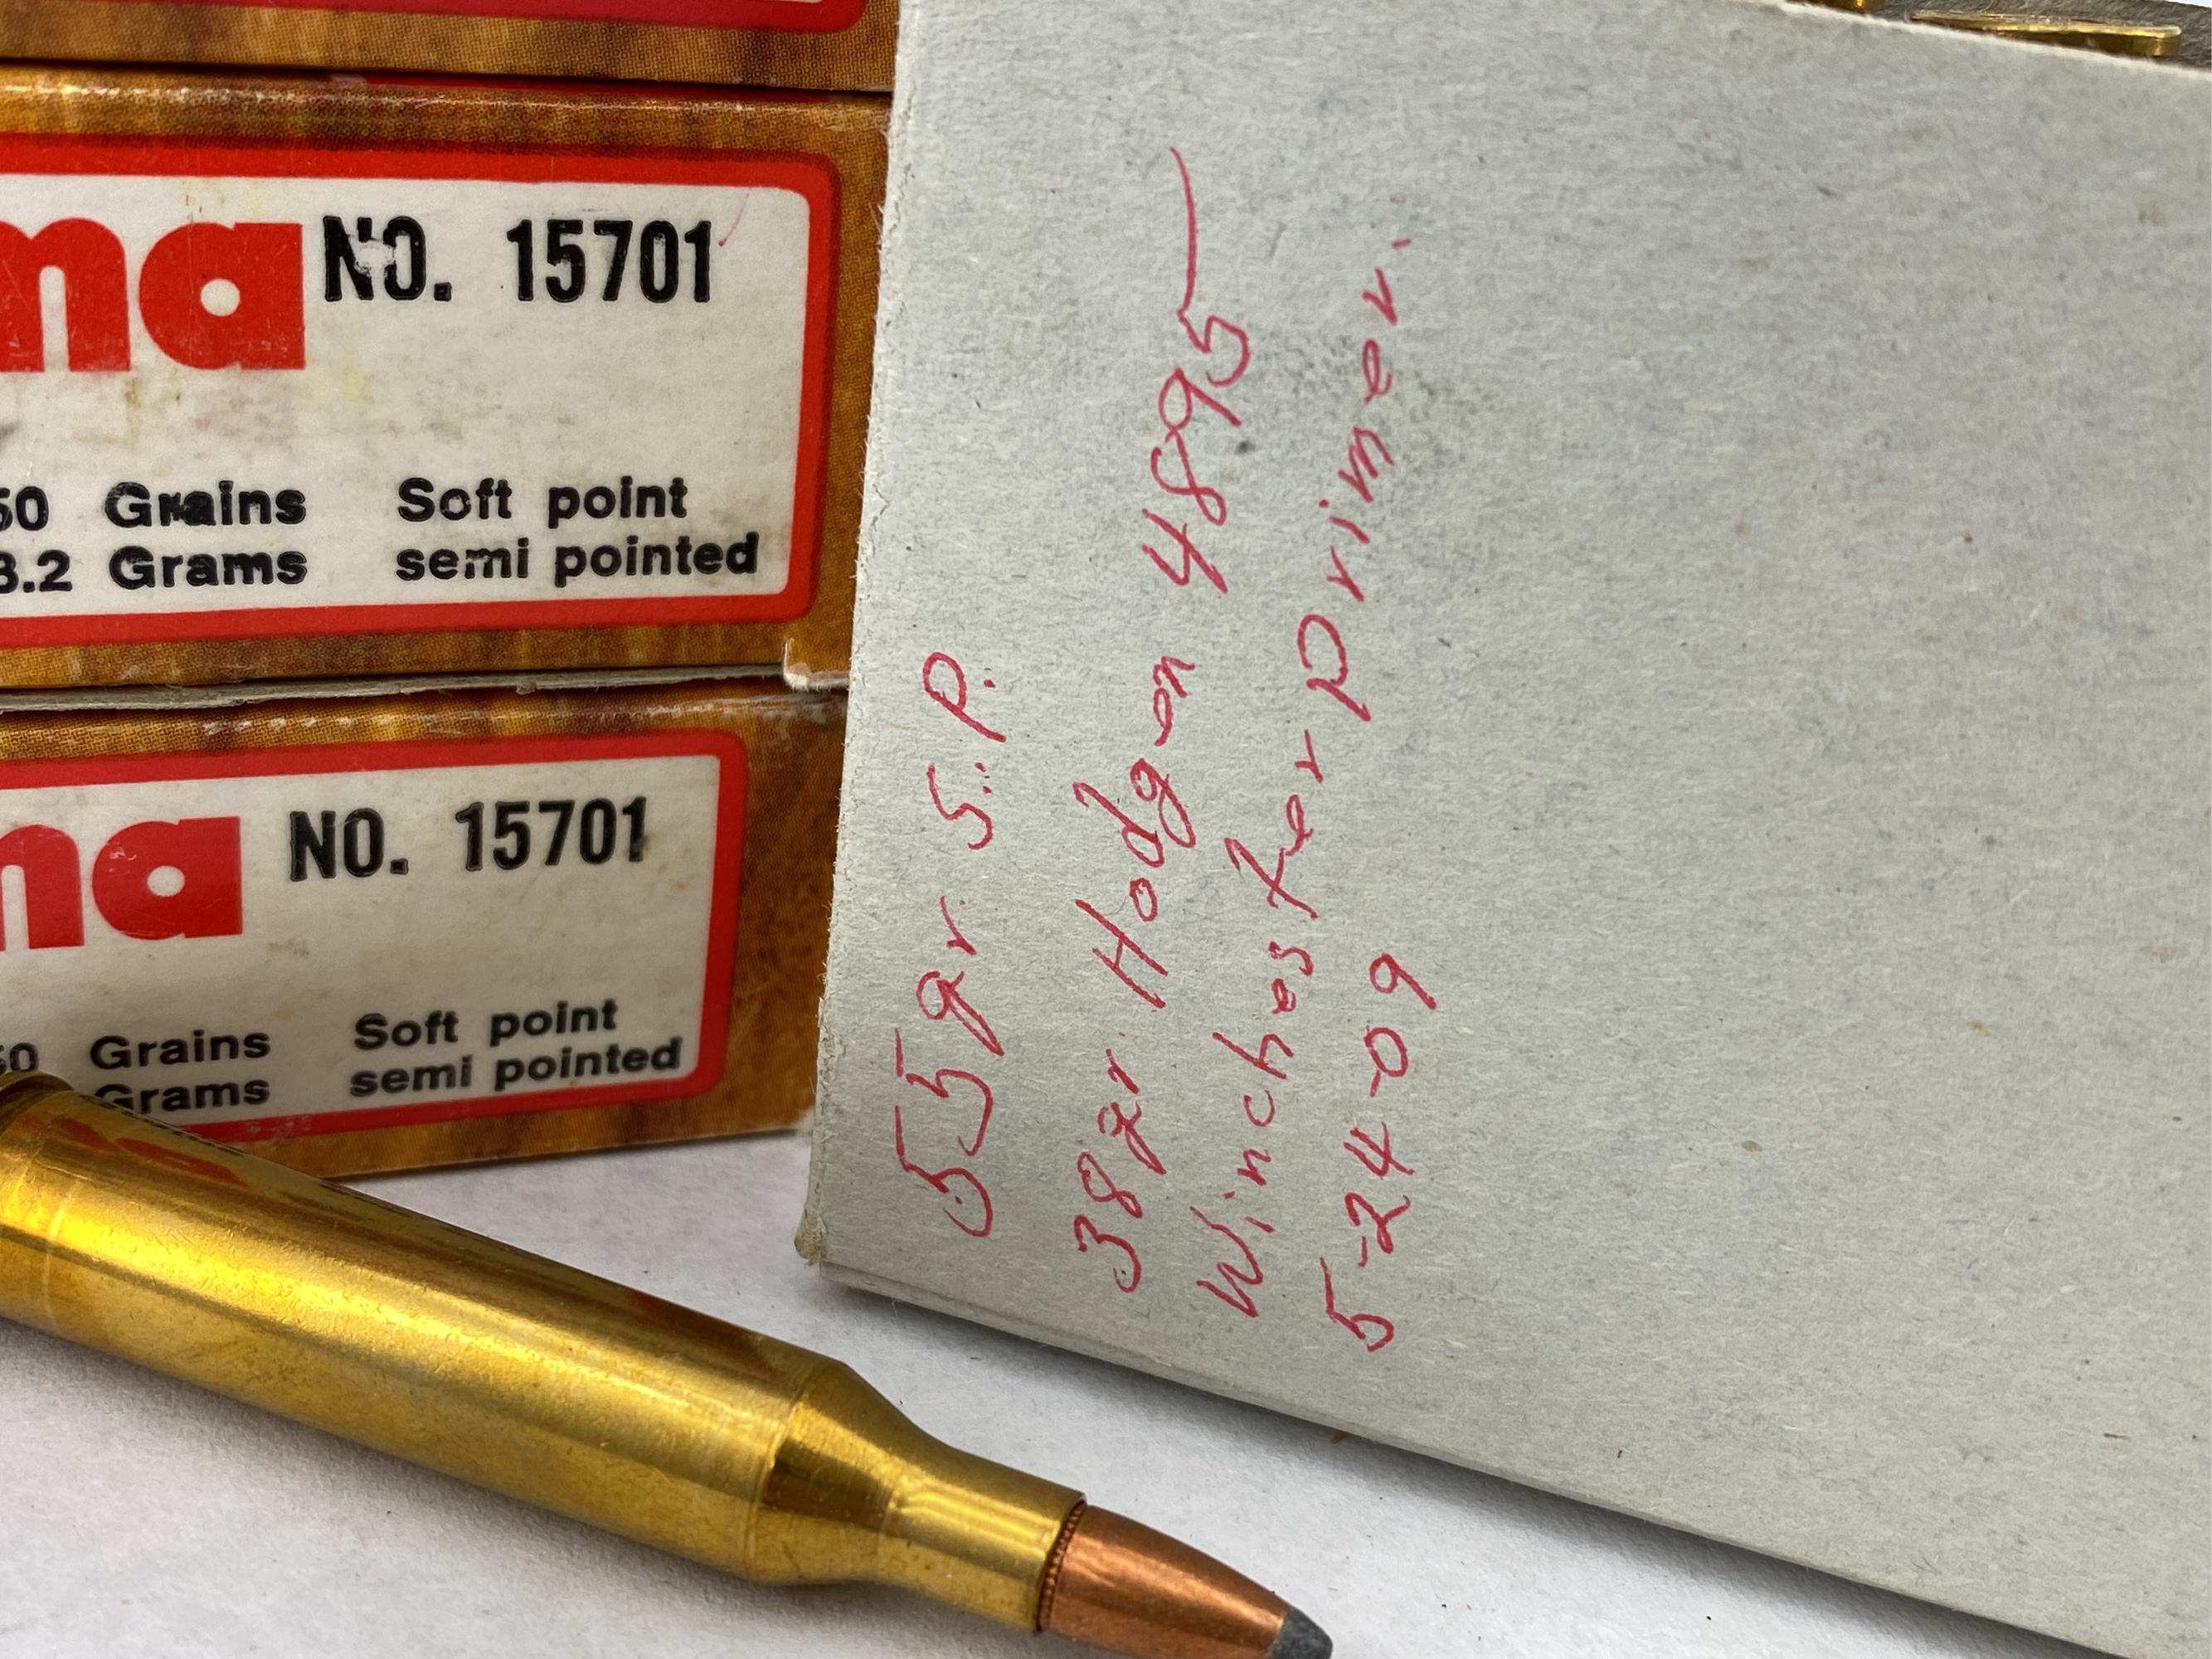 ma NO. 15701
50 Grains Soft point
3.2 Grams semi pointed
ma NO. 15701
50 Grains Soft point
Grams semi pointed
55gr. S.P.
38gr. Hodgen 4895
Winchester primer.
5-24-09